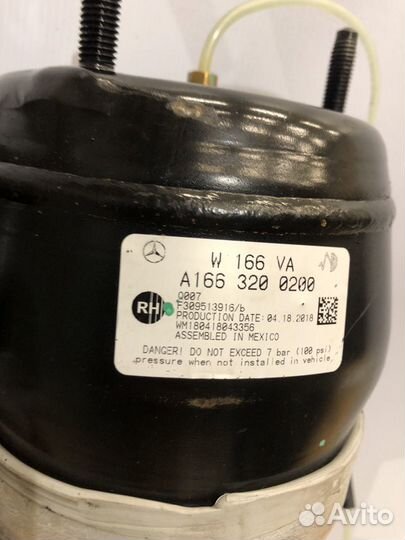 W 166 VA
A166 320 0200
RH
Q007
F309513916/b
PRODUCTION DATE: 04.18.2018
WM180418043356
ASSEMBLED IN MEXICO
DANGER! DO NOT EXCEED 7 bar (100 psi)
pressure when not installed in vehicle.
Avito